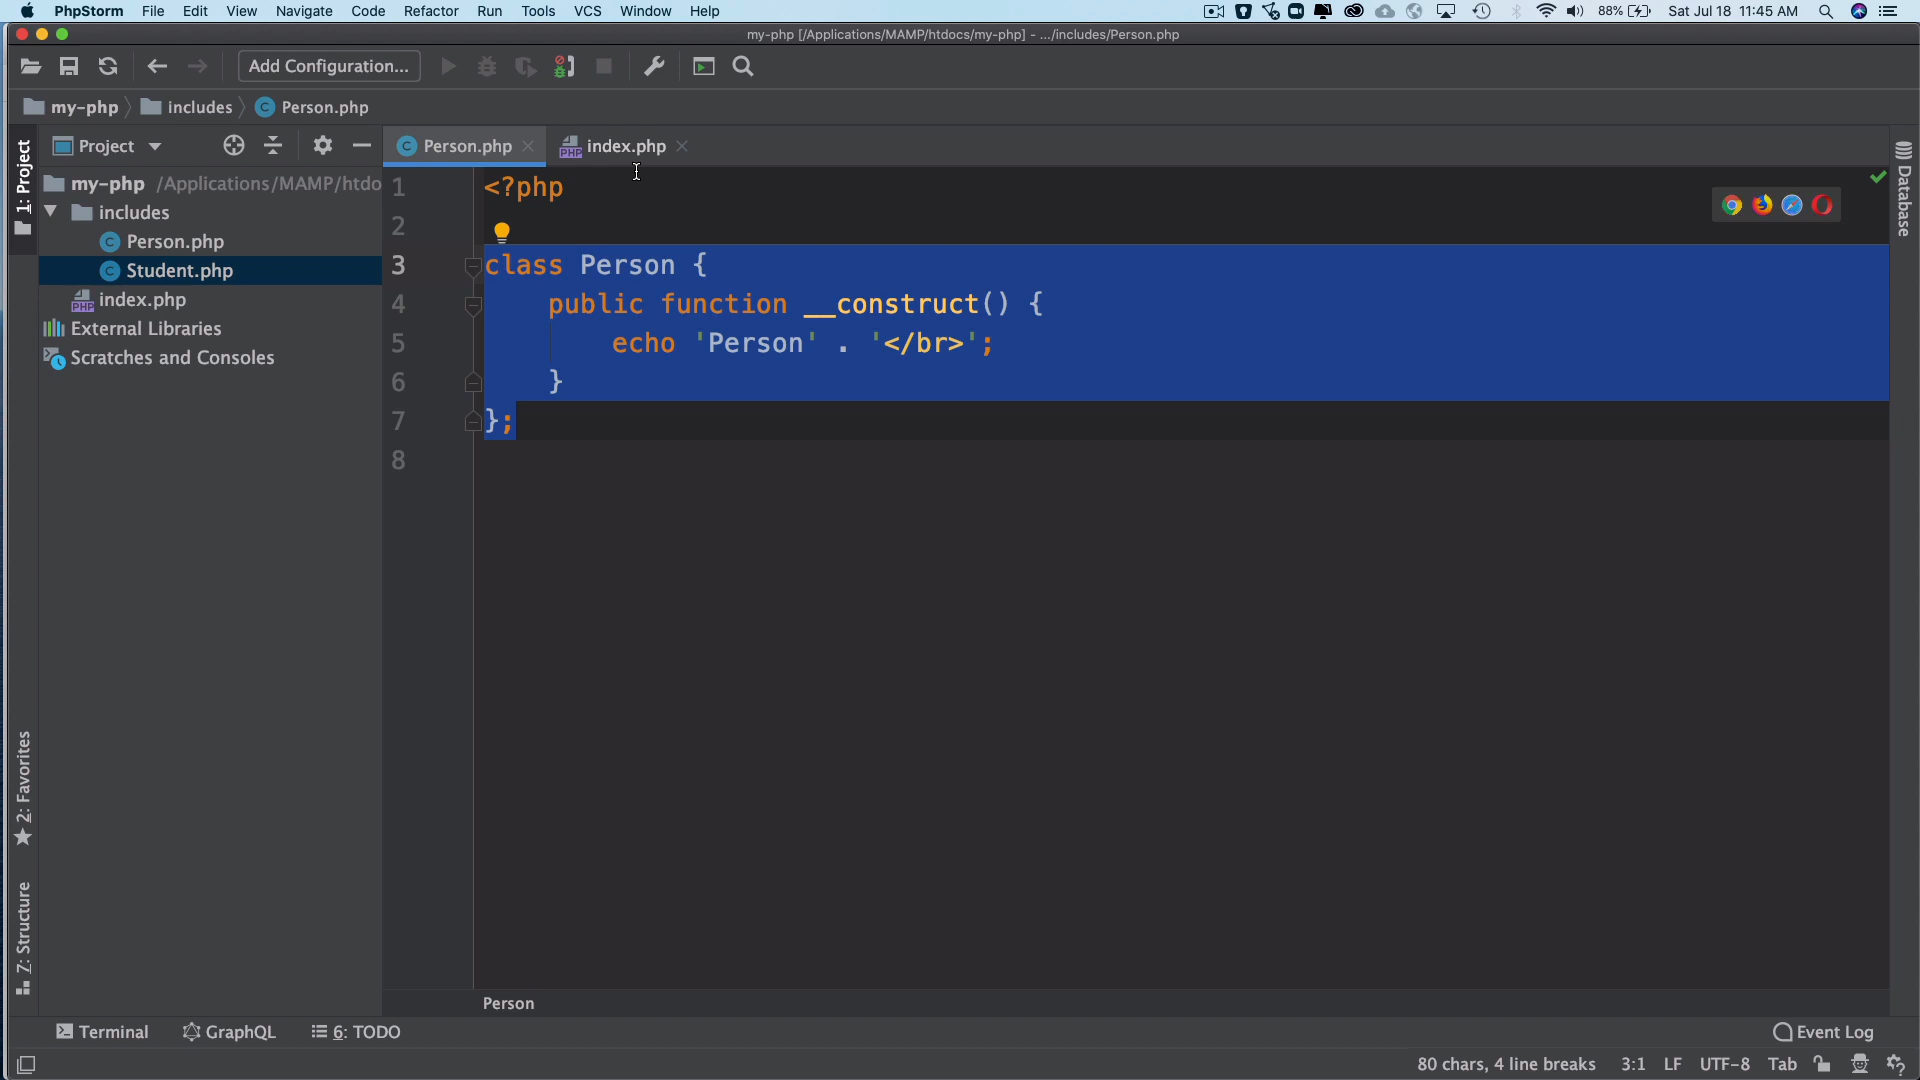 PhpStorm File Edit View Navigate Code Refactor Run Tools VCS Window Help 88% Sat Jul 18 11:45 AM
my-php [/Applications/MAMP/htdocs/my-php] - .../includes/Person.php
Add Configuration...
my-php includes C Person.php
1: Project
Project
C Person.php PHP index.php
my-php /Applications/MAMP/htdo
includes
C Person.php
C Student.php
PHP index.php
External Libraries
Scratches and Consoles
1 <?php
2
3 class Person {
4 public function __construct() {
5 echo 'Person' . '</br>';
6 }
7 };
8
Database
2: Favorites
7: Structure
Person
Terminal GraphQL 6: TODO Event Log
80 chars, 4 line breaks 3:1 LF UTF-8 Tab